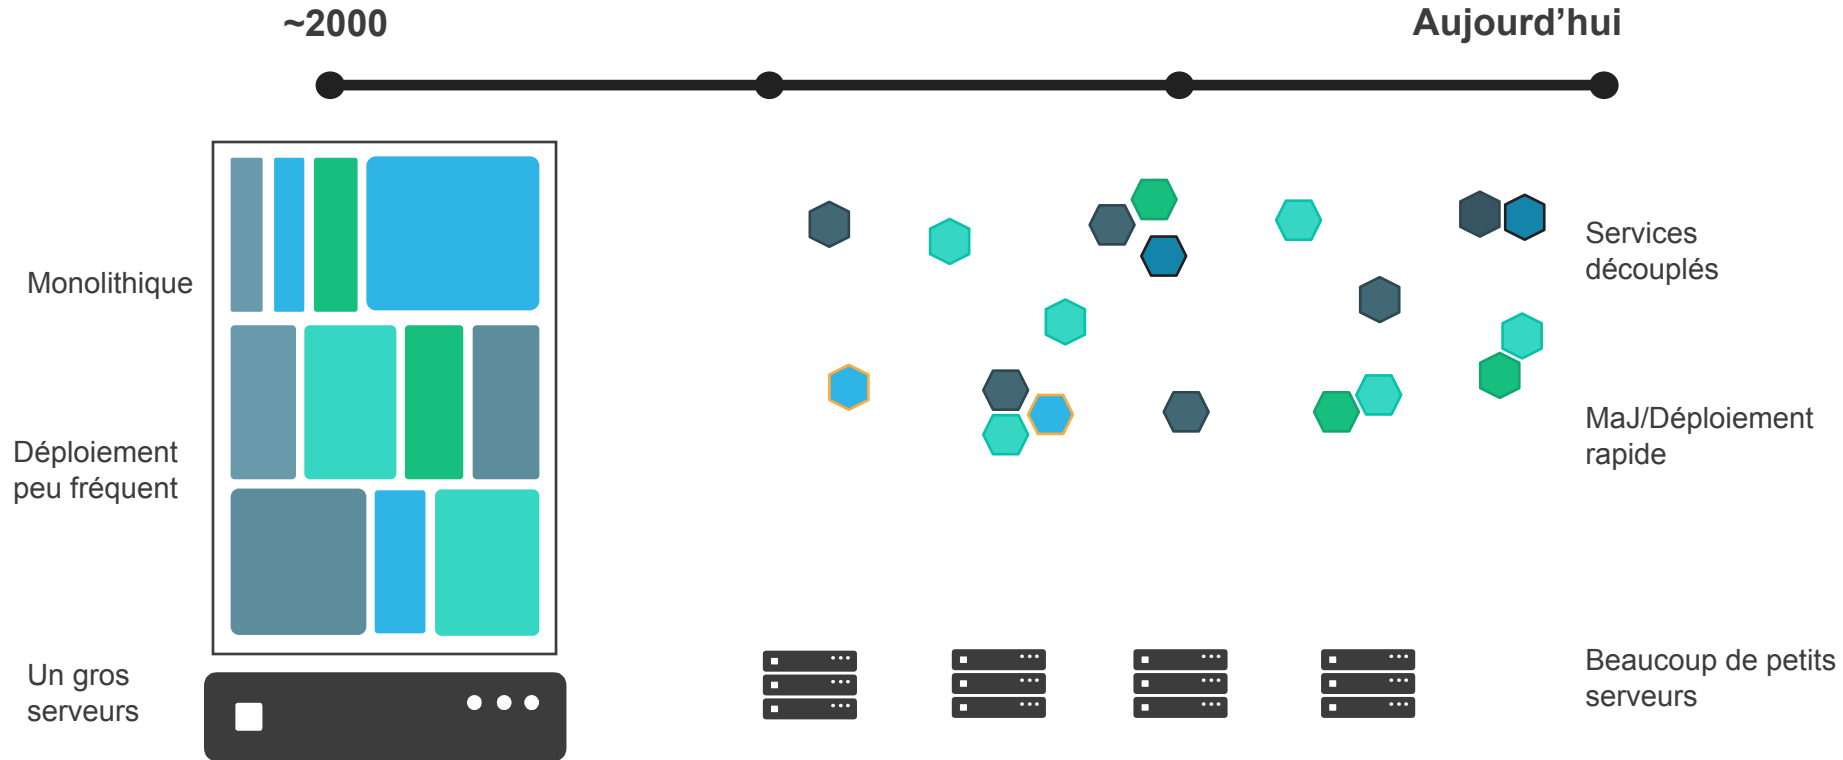 ~2000
Aujourd’hui
Monolithique
Déploiement
peu fréquent
Un gros
serveurs
Services
découplés
MaJ/Déploiement
rapide
Beaucoup de petits
serveurs